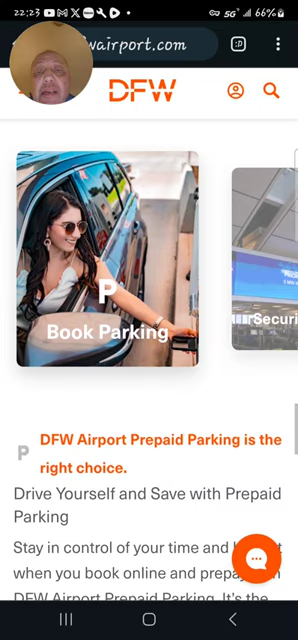 22:23
5G
66%
wairport.com
:D
DFW
P
Book Parking
Securi
P
DFW Airport Prepaid Parking is the
right choice.
Drive Yourself and Save with Prepaid
Parking
Stay in control of your time and
when you book online and
DFW Airport Prepaid Parking. It's the